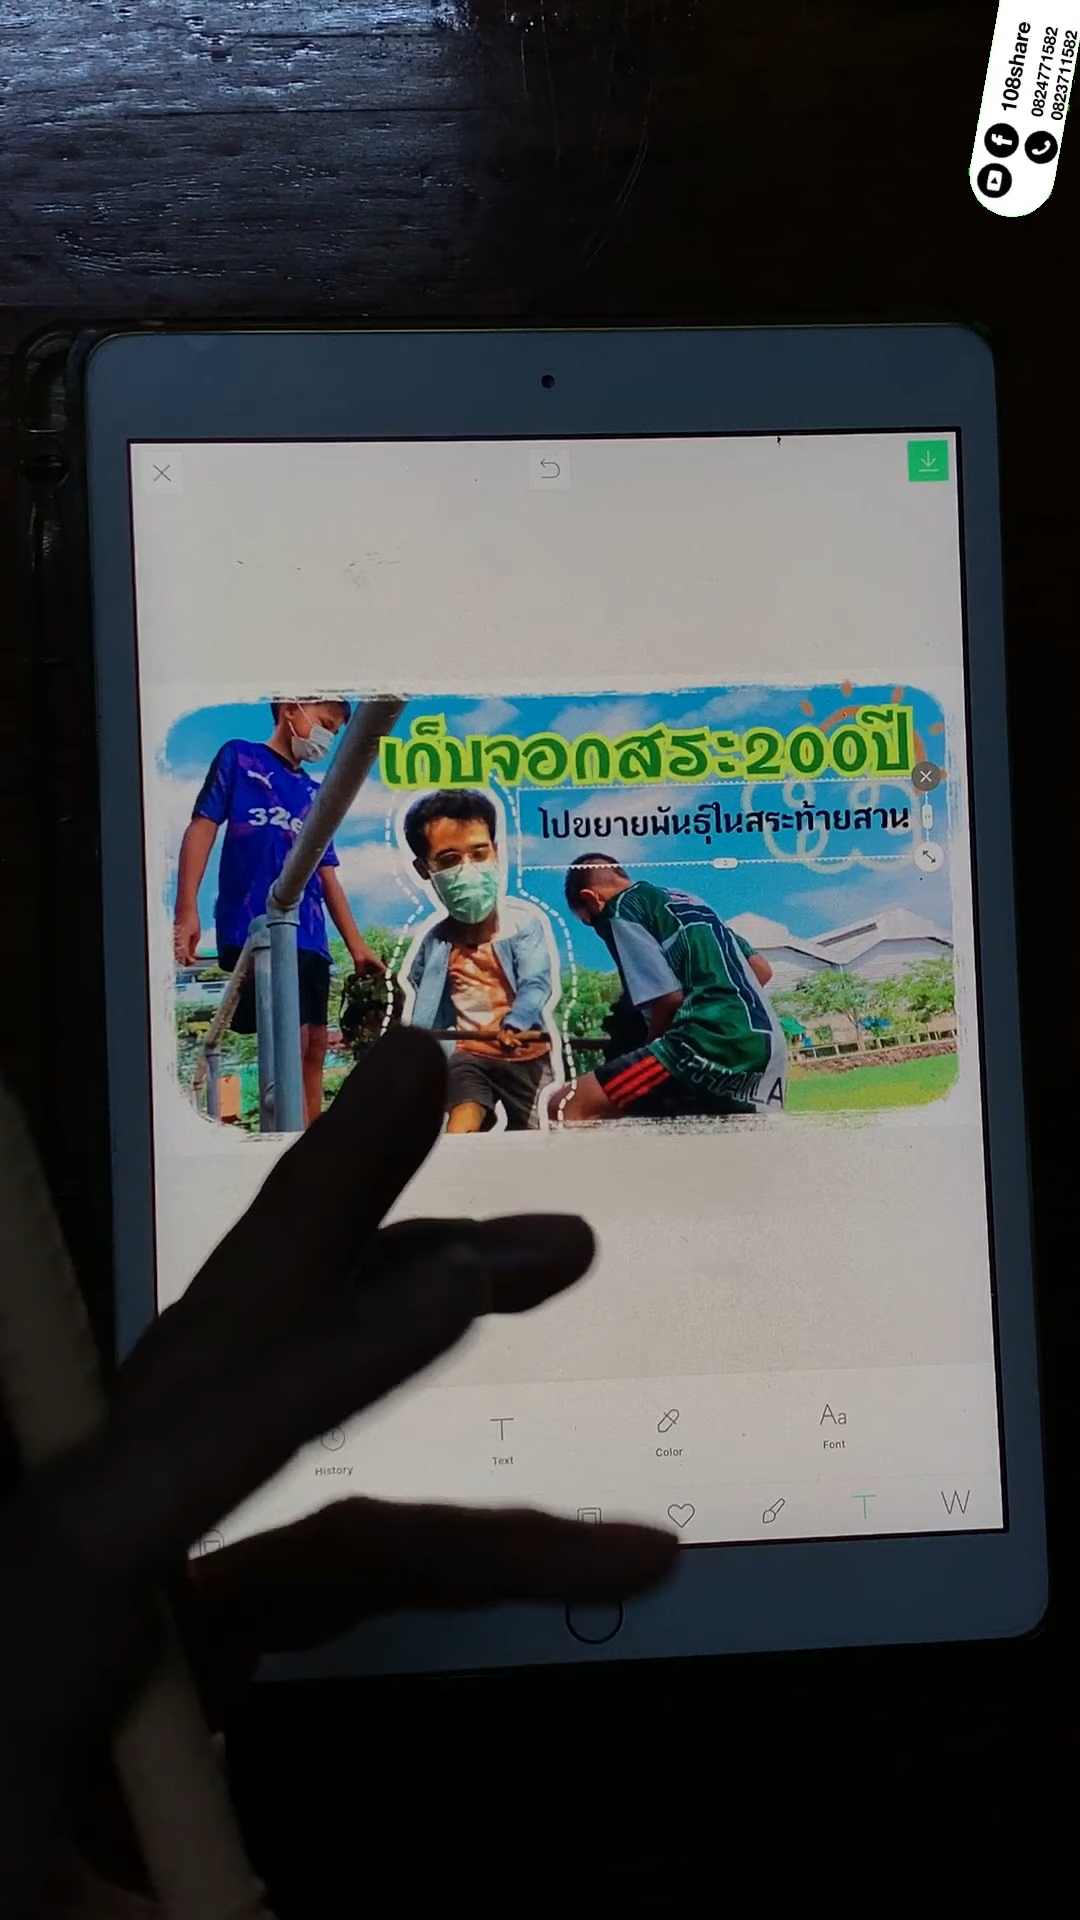 108share
0824771582
0823711582
เก็บจอกสระ200ปี
ไปขยายพันธุ์ในสระท้ายสวน
32
THAILA
History
Text
Color
Aa
Font
T
W